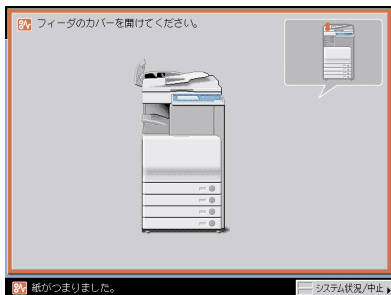 フィーダのカバーを開けてください。
紙がつまりました。
システム状況/中止